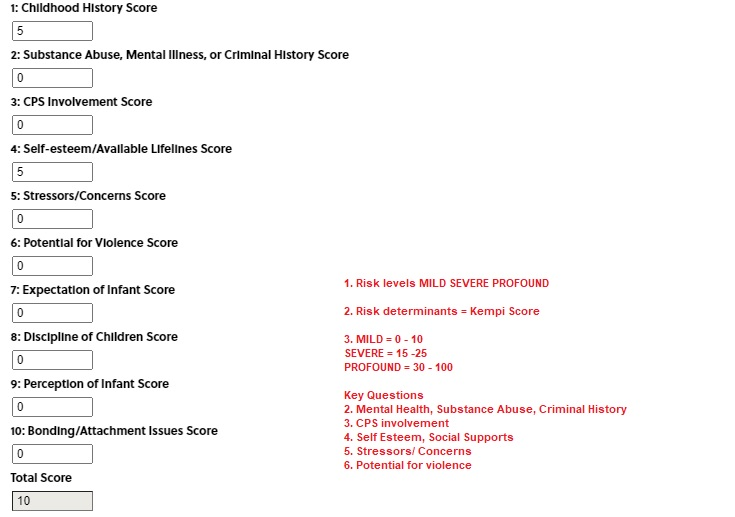 1: Childhood History Score
5
2: Substance Abuse, Mental Illness, or Criminal History Score
0
3: CPS Involvement Score
0
4: Self-esteem/Available Lifelines Score
5
5: Stressors/Concerns Score
0
6: Potential for Violence Score
0
7: Expectation of Infant Score
0
8: Discipline of Children Score
0
9: Perception of Infant Score
0
10: Bonding/Attachment Issues Score
0
Total Score
10
1. Risk levels MILD SEVERE PROFOUND
2. Risk determinants = Kempi Score
3. MILD = 0 - 10
SEVERE = 15 -25
PROFOUND = 30 - 100
Key Questions
2. Mental Health, Substance Abuse, Criminal History
3. CPS involvement
4. Self Esteem, Social Supports
5. Stressors/ Concerns
6. Potential for violence